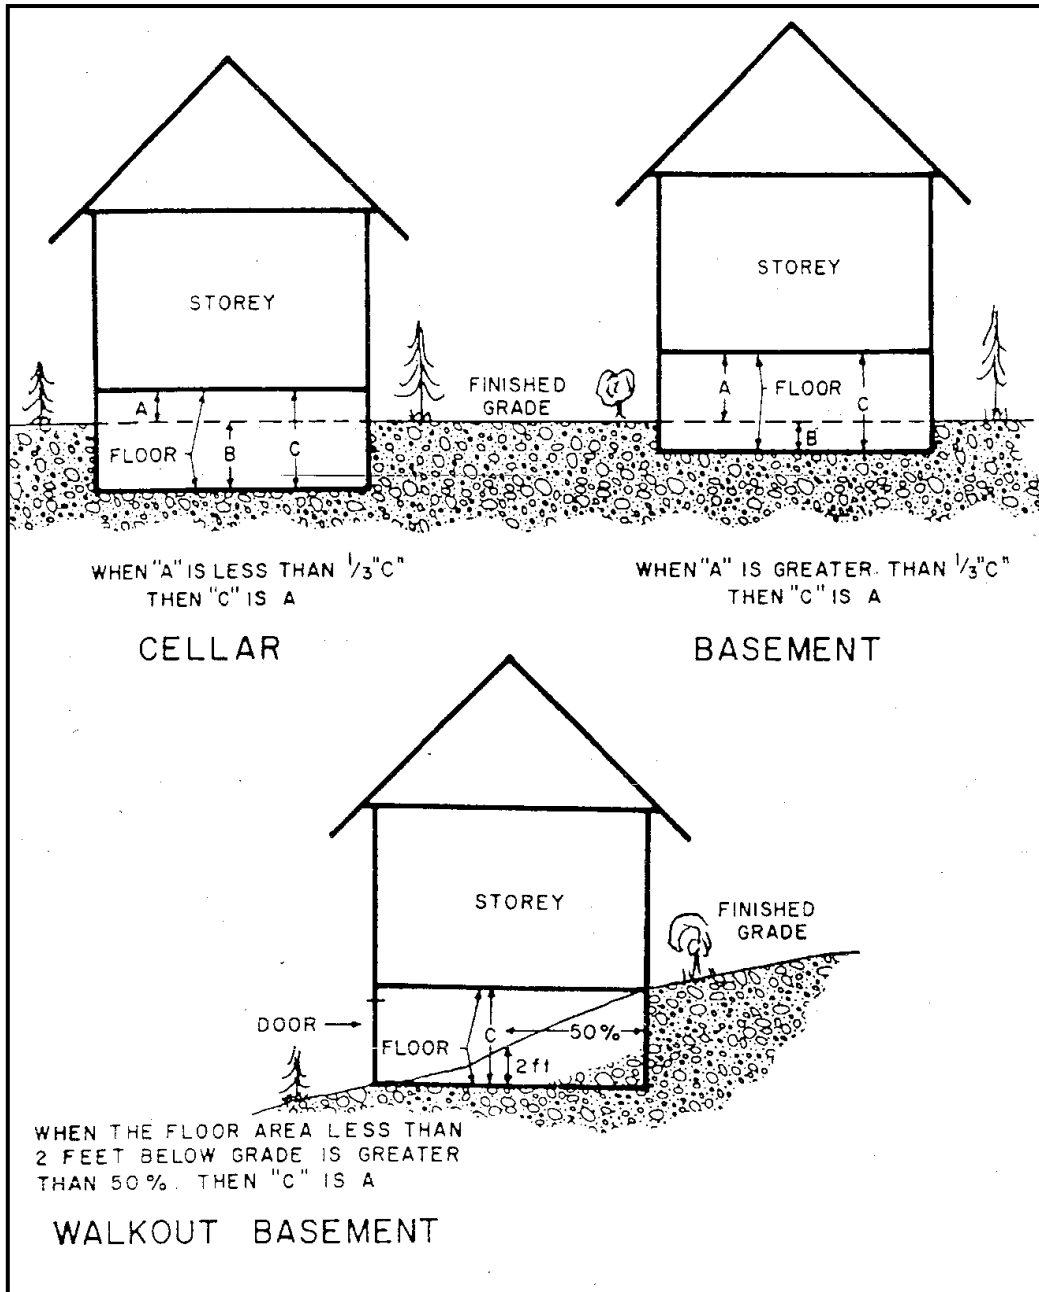 STOREY
A
FLOOR
B
C
FINISHED
GRADE
STOREY
A
FLOOR
C
B
WHEN "A" IS LESS THAN 1/3 "C"
THEN "C" IS A
CELLAR
WHEN "A" IS GREATER THAN 1/3 "C"
THEN "C" IS A
BASEMENT
STOREY
FINISHED
GRADE
DOOR
FLOOR
C
50%
2 ft
WHEN THE FLOOR AREA LESS THAN
2 FEET BELOW GRADE IS GREATER
THAN 50%. THEN "C" IS A
WALKOUT BASEMENT